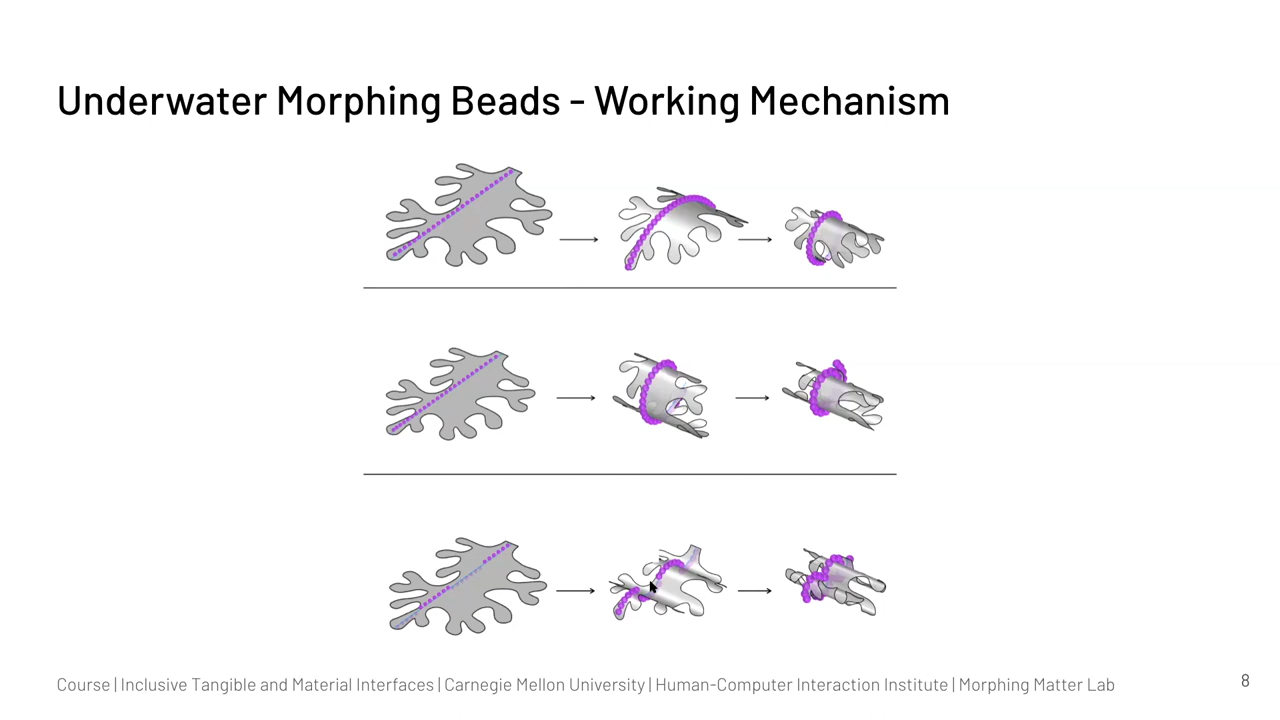 Underwater Morphing Beads - Working Mechanism
Course | Inclusive Tangible and Material Interfaces | Carnegie Mellon University | Human-Computer Interaction Institute | Morphing Matter Lab
8